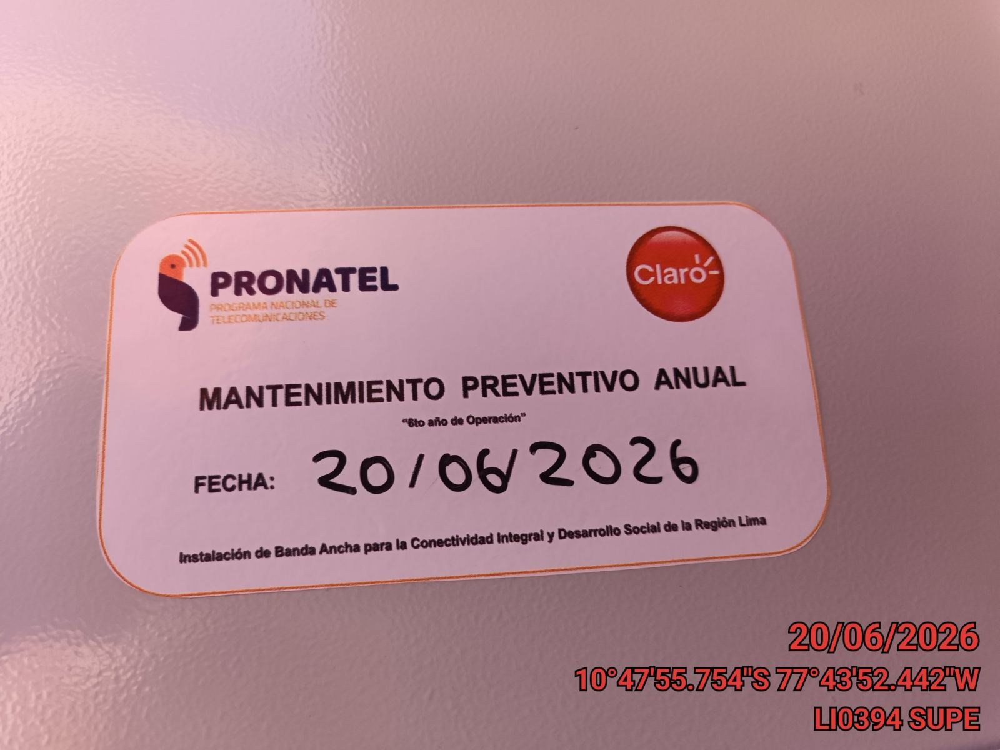 PRONATEL
PROGRAMA NACIONAL DE
TELECOMUNICACIONES
Claro
MANTENIMIENTO PREVENTIVO ANUAL
“6to año de Operación”
FECHA: 20/06/2026
Instalación de Banda Ancha para la Conectividad Integral y Desarrollo Social de la Región Lima
20/06/2026
10°47'55.754"S 77°43'52.442"W
LI0394 SUPE